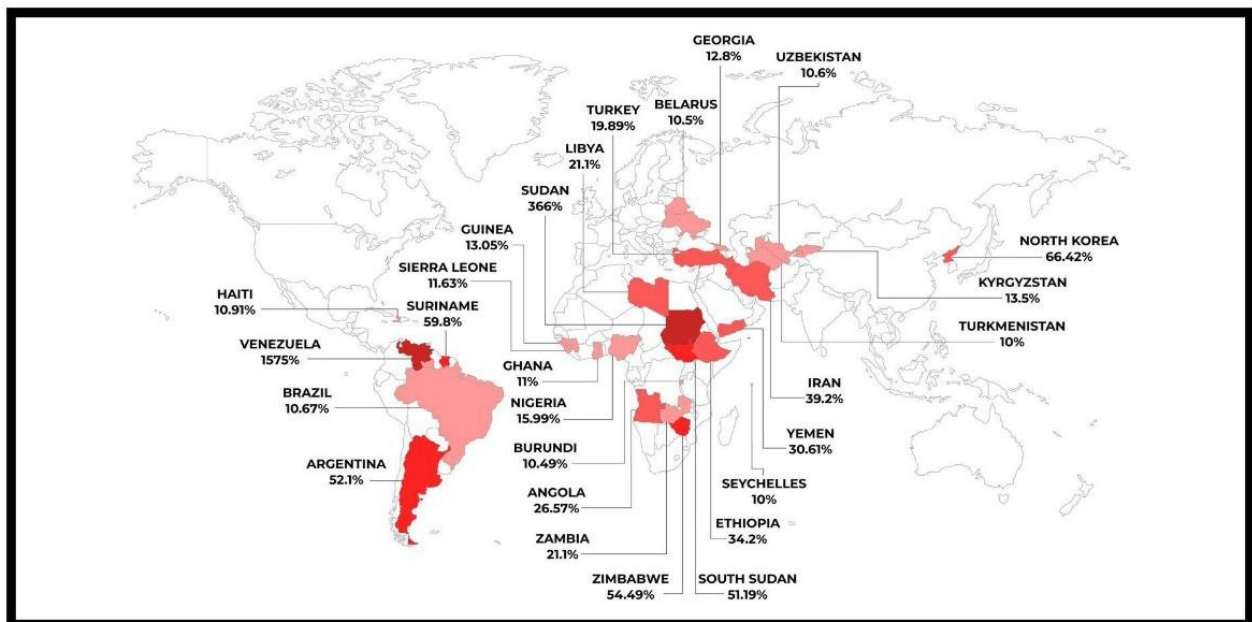 GEORGIA
12.8%
UZBEKISTAN
10.6%
TURKEY
19.89%
BELARUS
10.5%
LIBYA
21.1%
SUDAN
366%
GUINEA
13.05%
NORTH KOREA
66.42%
SIERRA LEONE
11.63%
KYRGYZSTAN
13.5%
HAITI
10.91%
SURINAME
59.8%
TURKMENISTAN
10%
VENEZUELA
1575%
GHANA
11%
IRAN
39.2%
BRAZIL
10.67%
NIGERIA
15.99%
YEMEN
30.61%
BURUNDI
10.49%
ARGENTINA
52.1%
SEYCHELLES
10%
ANGOLA
26.57%
ETHIOPIA
34.2%
ZAMBIA
21.1%
ZIMBABWE
54.49%
SOUTH SUDAN
51.19%